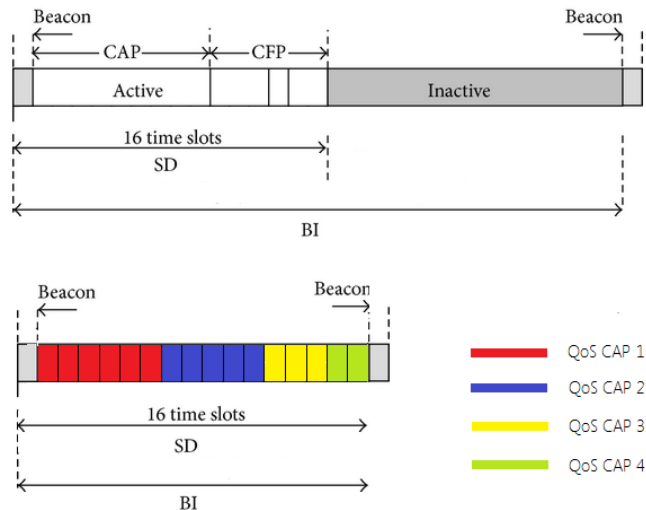 Beacon
Beacon
CAP
CFP
Active
Inactive
16 time slots
SD
BI
Beacon
Beacon
16 time slots
SD
BI
QoS CAP 1
QoS CAP 2
QoS CAP 3
QoS CAP 4